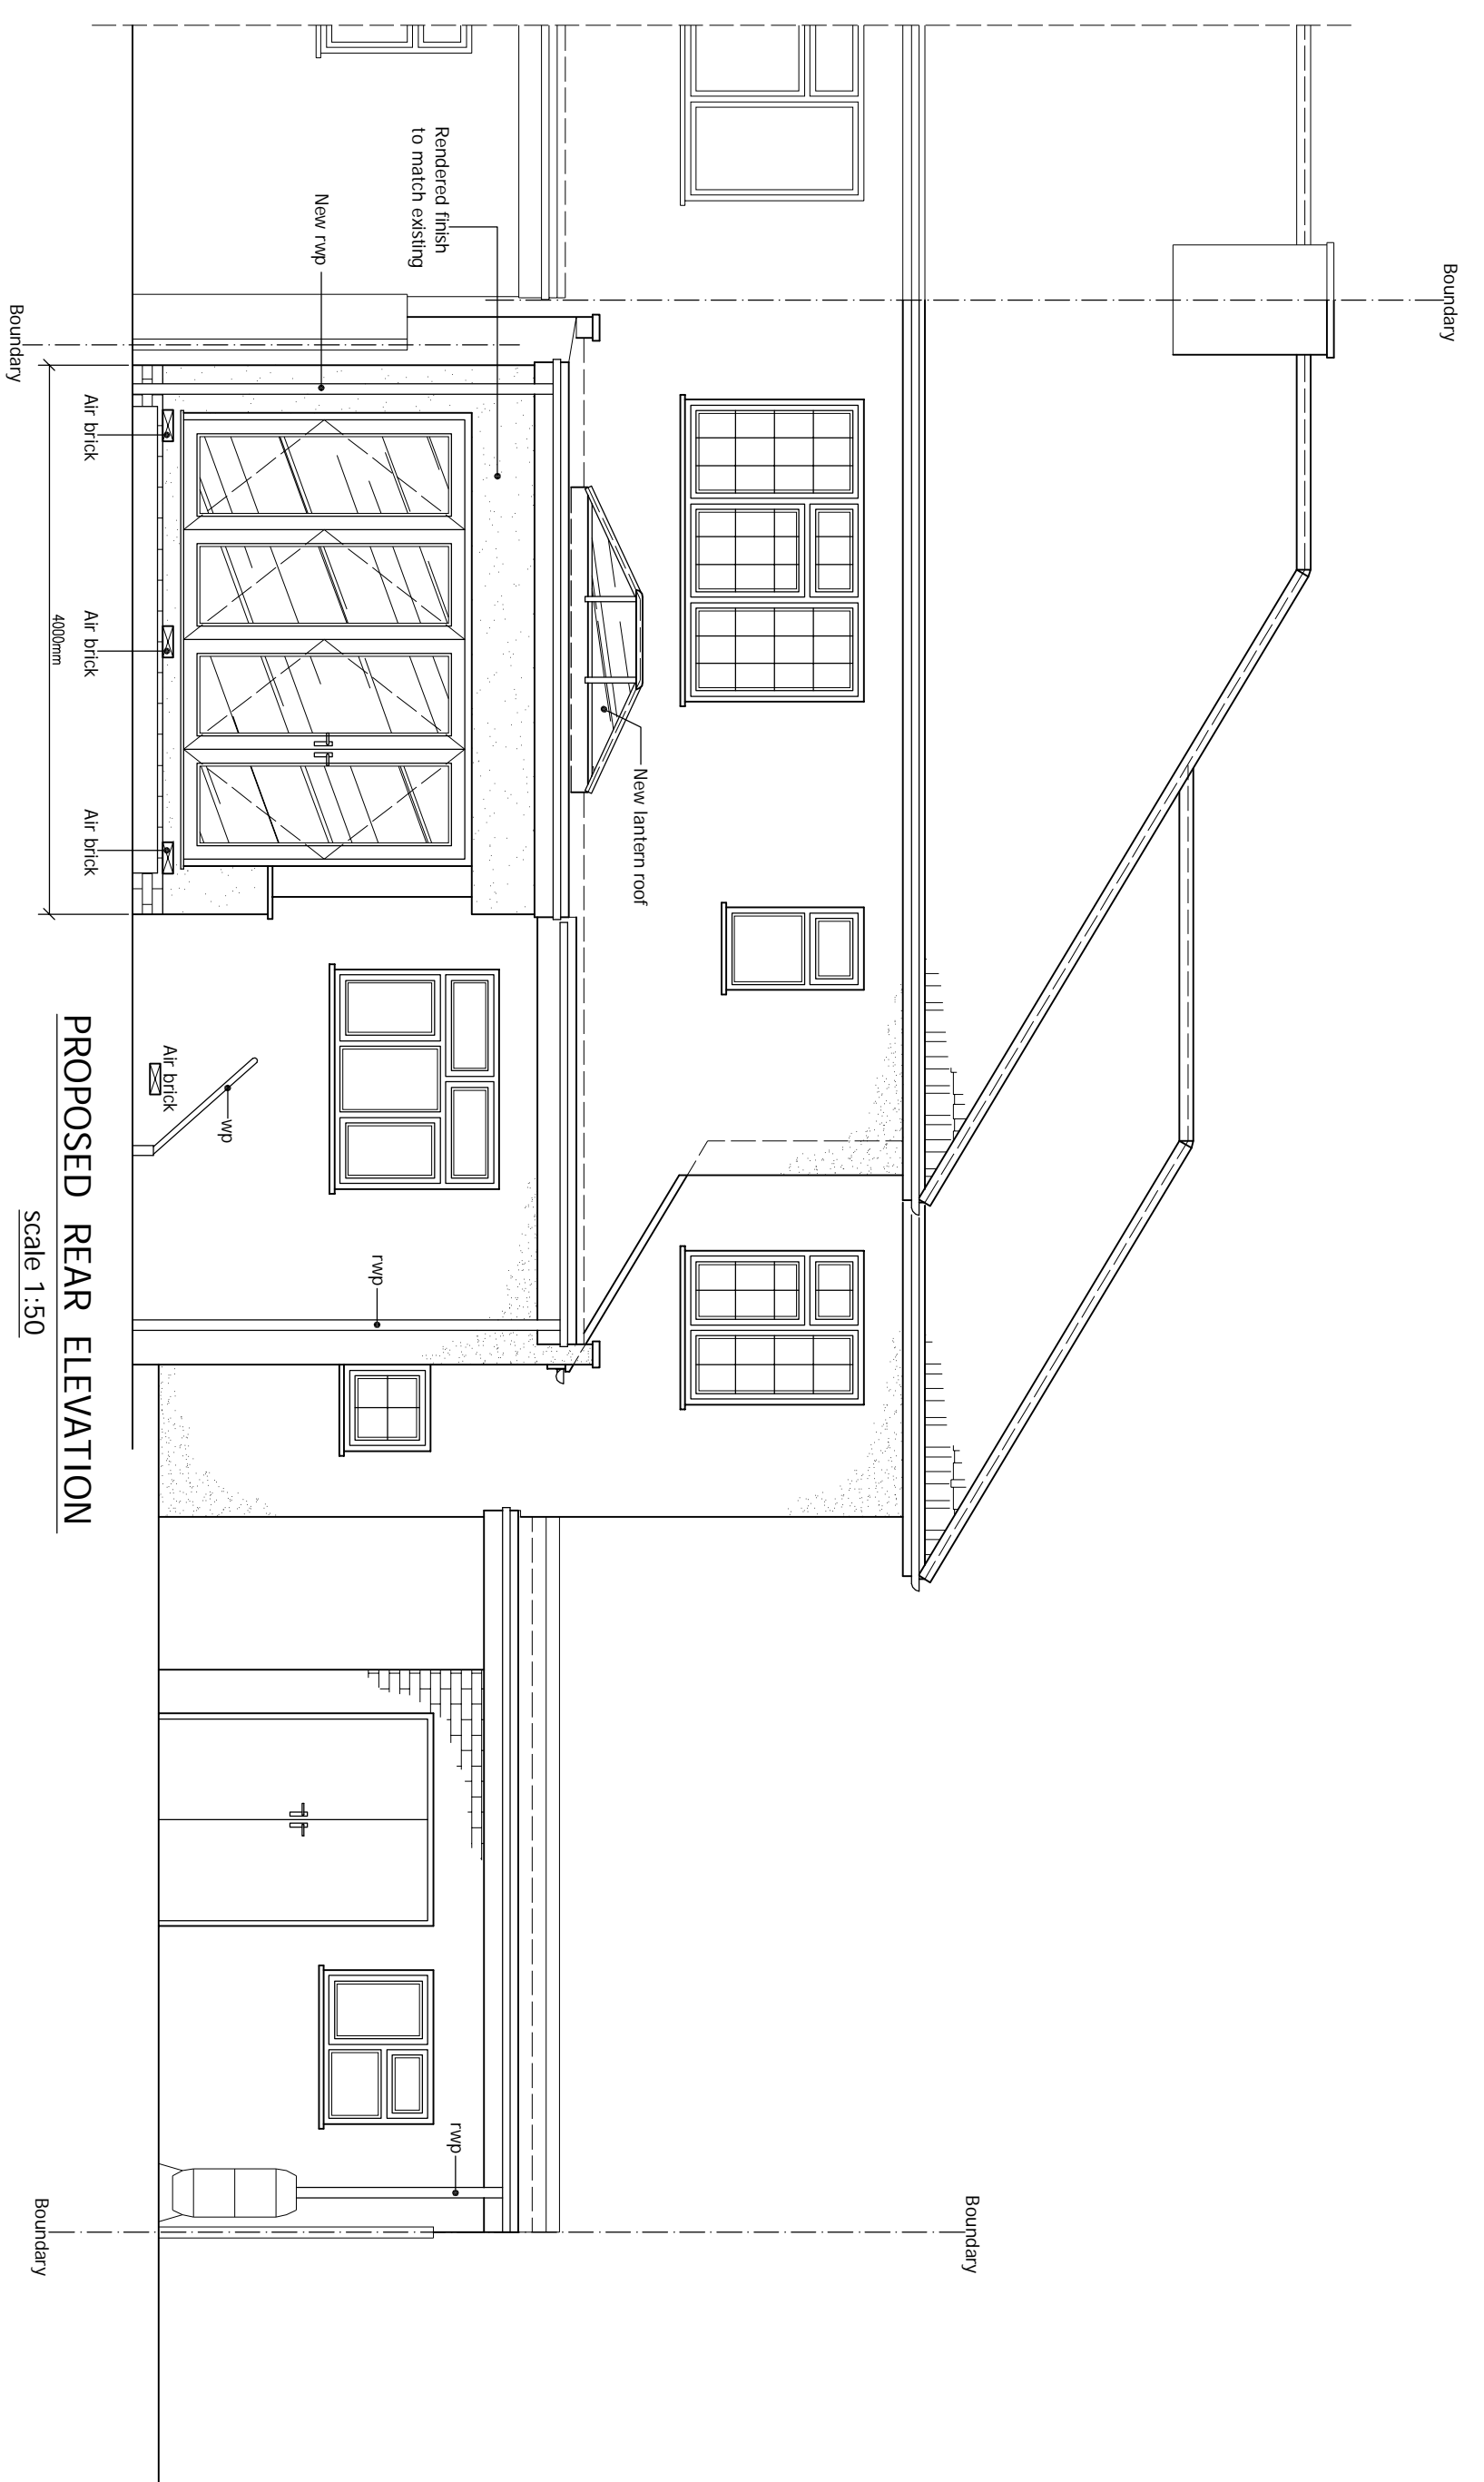 Boundary
Boundary
New lantern roof
Rendered finish
to match existing
New rwp
rwp
rwp
wp
Air brick
Air brick
Air brick
Air brick
4000mm
Boundary
Boundary
PROPOSED REAR ELEVATION
scale 1:50